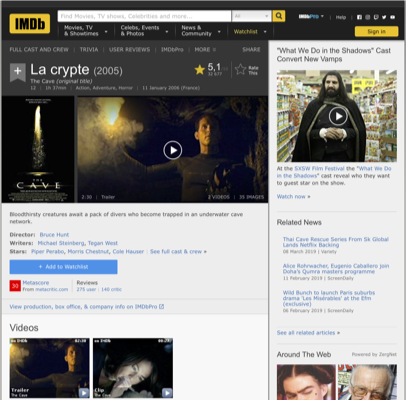 IMDb
Find Movies, TV shows, Celebrities and more...
All
IMDbPro
Help
Movies, TV & Showtimes
Celebs, Events & Photos
News & Community
Watchlist
Sign in
FULL CAST AND CREW | TRIVIA | USER REVIEWS | IMDbPro | MORE
SHARE
La crypte (2005)
The Cave (original title)
12 | 1h 37min | Action, Adventure, Horror | 11 January 2006 (France)
5,1
Rate This
THE CAVE
2:30 | Trailer
2 VIDEOS | 35 IMAGES
Bloodthirsty creatures await a pack of divers who become trapped in an underwater cave network.
Director: Bruce Hunt
Writers: Michael Steinberg, Tegan West
Stars: Piper Perabo, Morris Chestnut, Cole Hauser | See full cast & crew »
+ Add to Watchlist
30
Metascore
From metacritic.com
Reviews
275 user | 140 critic
View production, box office, & company info on IMDbPro
Videos
02:30
Trailer
The Cave
Clip
The Cave
"What We Do in the Shadows" Cast Convert New Vamps
At the SXSW Film Festival the "What We Do in the Shadows" cast reveal who they want to guest star on the show.
Watch now »
Related News
Thai Cave Rescue Series From Sk Global Lands Netflix Backing
08 March 2019 | Variety
Alice Rohrwacher, Eugenio Caballero join Doha's Qumra masters programme
11 February 2019 | ScreenDaily
Wild Bunch to launch Paris suburbs drama 'Les Misérables' at the Efm (exclusive)
06 February 2019 | ScreenDaily
See all related articles »
Around The Web
Powered by ZergNet